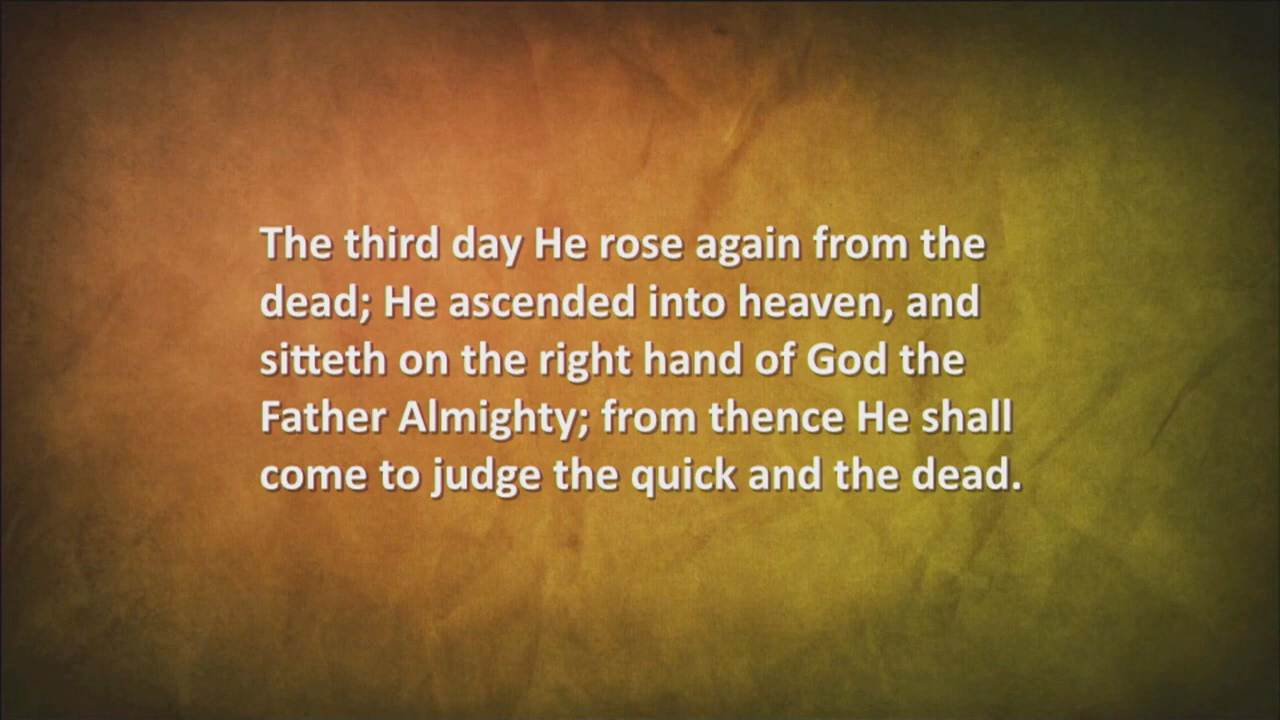 The third day He rose again from the
dead; He ascended into heaven, and
sitteth on the right hand of God the
Father Almighty; from thence He shall
come to judge the quick and the dead.